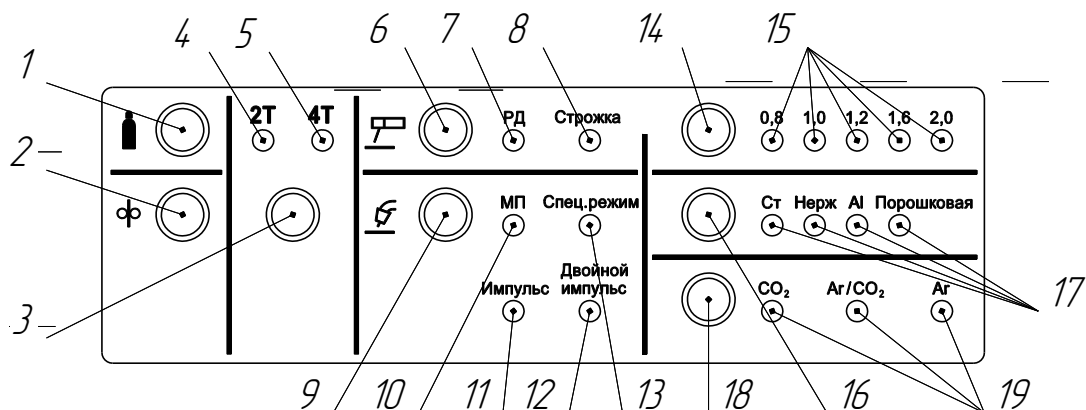 1 2 3 4 5 6 7 8 14 15
2Т 4Т РД Строжка 0,8 1,0 1,2 1,6 2,0
МП Спец.режим Ст Нерж Al Порошковая
Импульс Двойной
импульс CO₂ Ar/CO₂ Ar
17
9 10 11 12 13 18 16 19